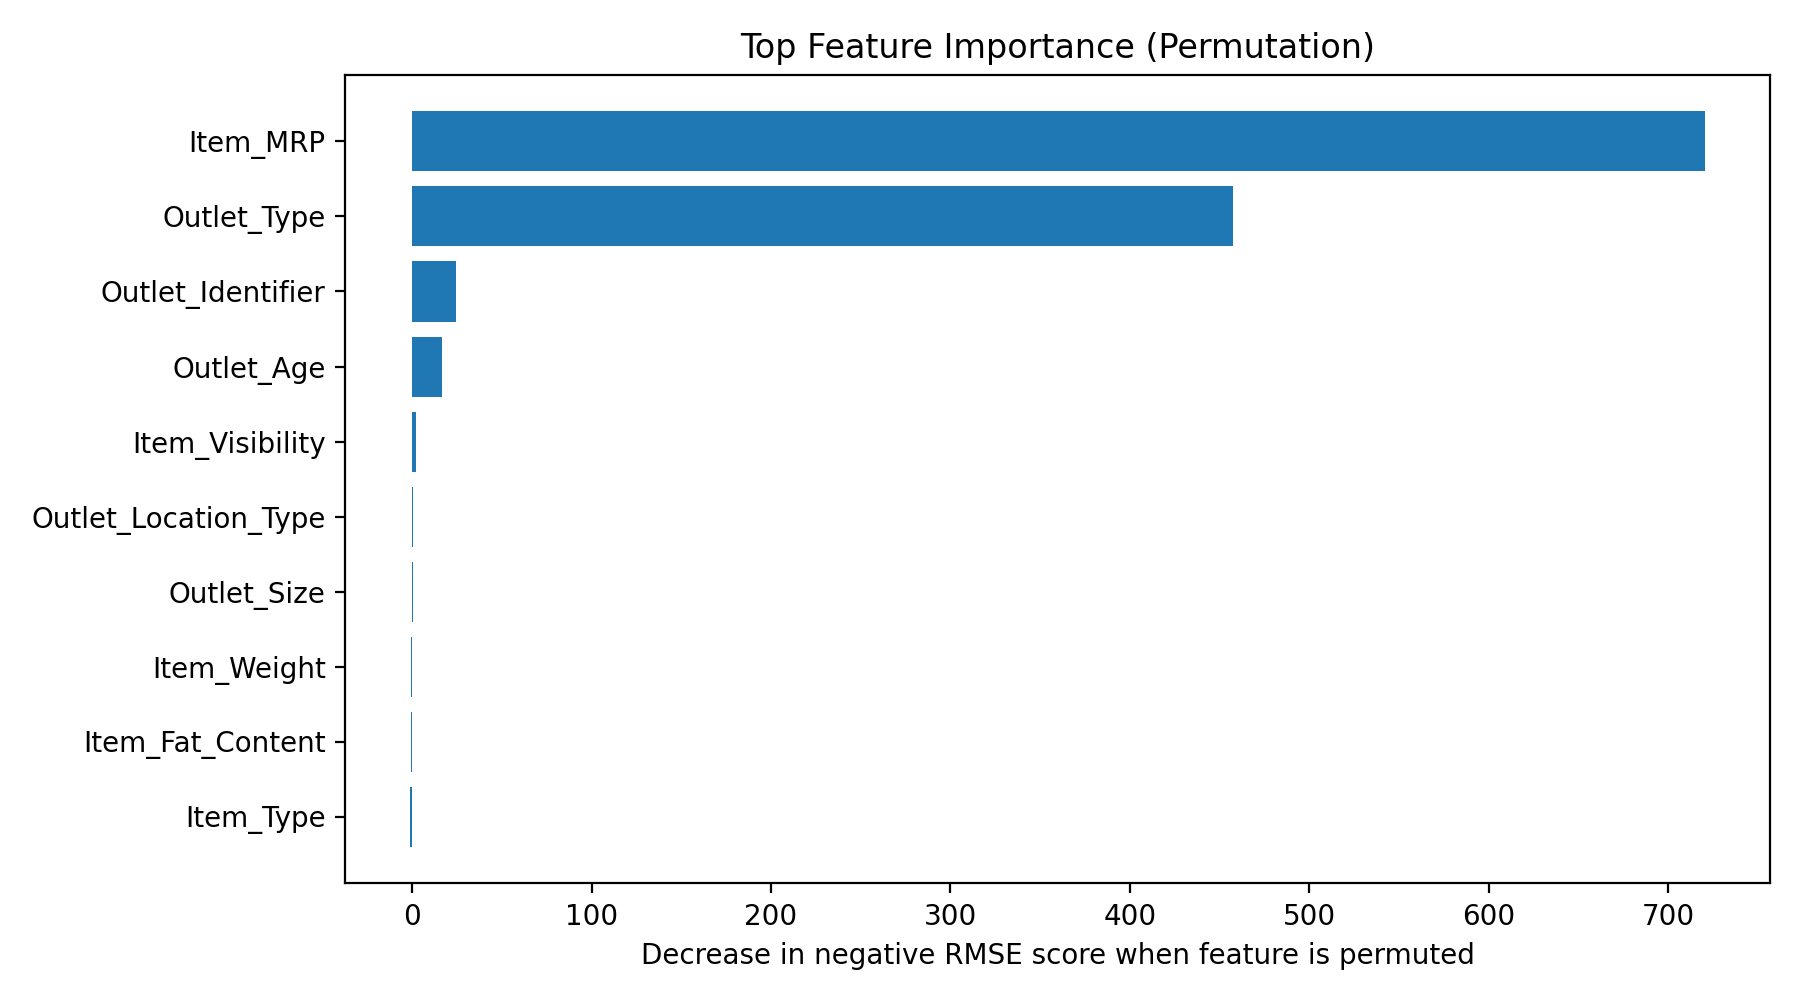 Top Feature Importance (Permutation)
Item_MRP
Outlet_Type
Outlet_Identifier
Outlet_Age
Item_Visibility
Outlet_Location_Type
Outlet_Size
Item_Weight
Item_Fat_Content
Item_Type
0 100 200 300 400 500 600 700
Decrease in negative RMSE score when feature is permuted